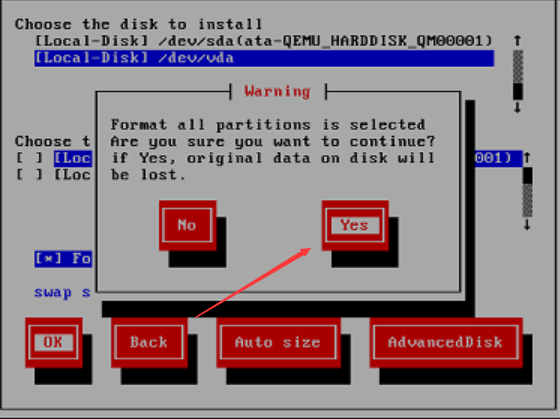 Choose the disk to install
[Local-Disk] /dev/sda(ata-QEMU_HARDDISK_QM00001)
[Local-Disk] /dev/vda
Warning
Format all partitions is selected
Are you sure you want to continue?
if Yes, original data on disk will
be lost.
Choose t
[ ] [Loc 001)
[ ] [Loc
No Yes
[*] Fo
swap s
OK Back Auto size AdvancedDisk